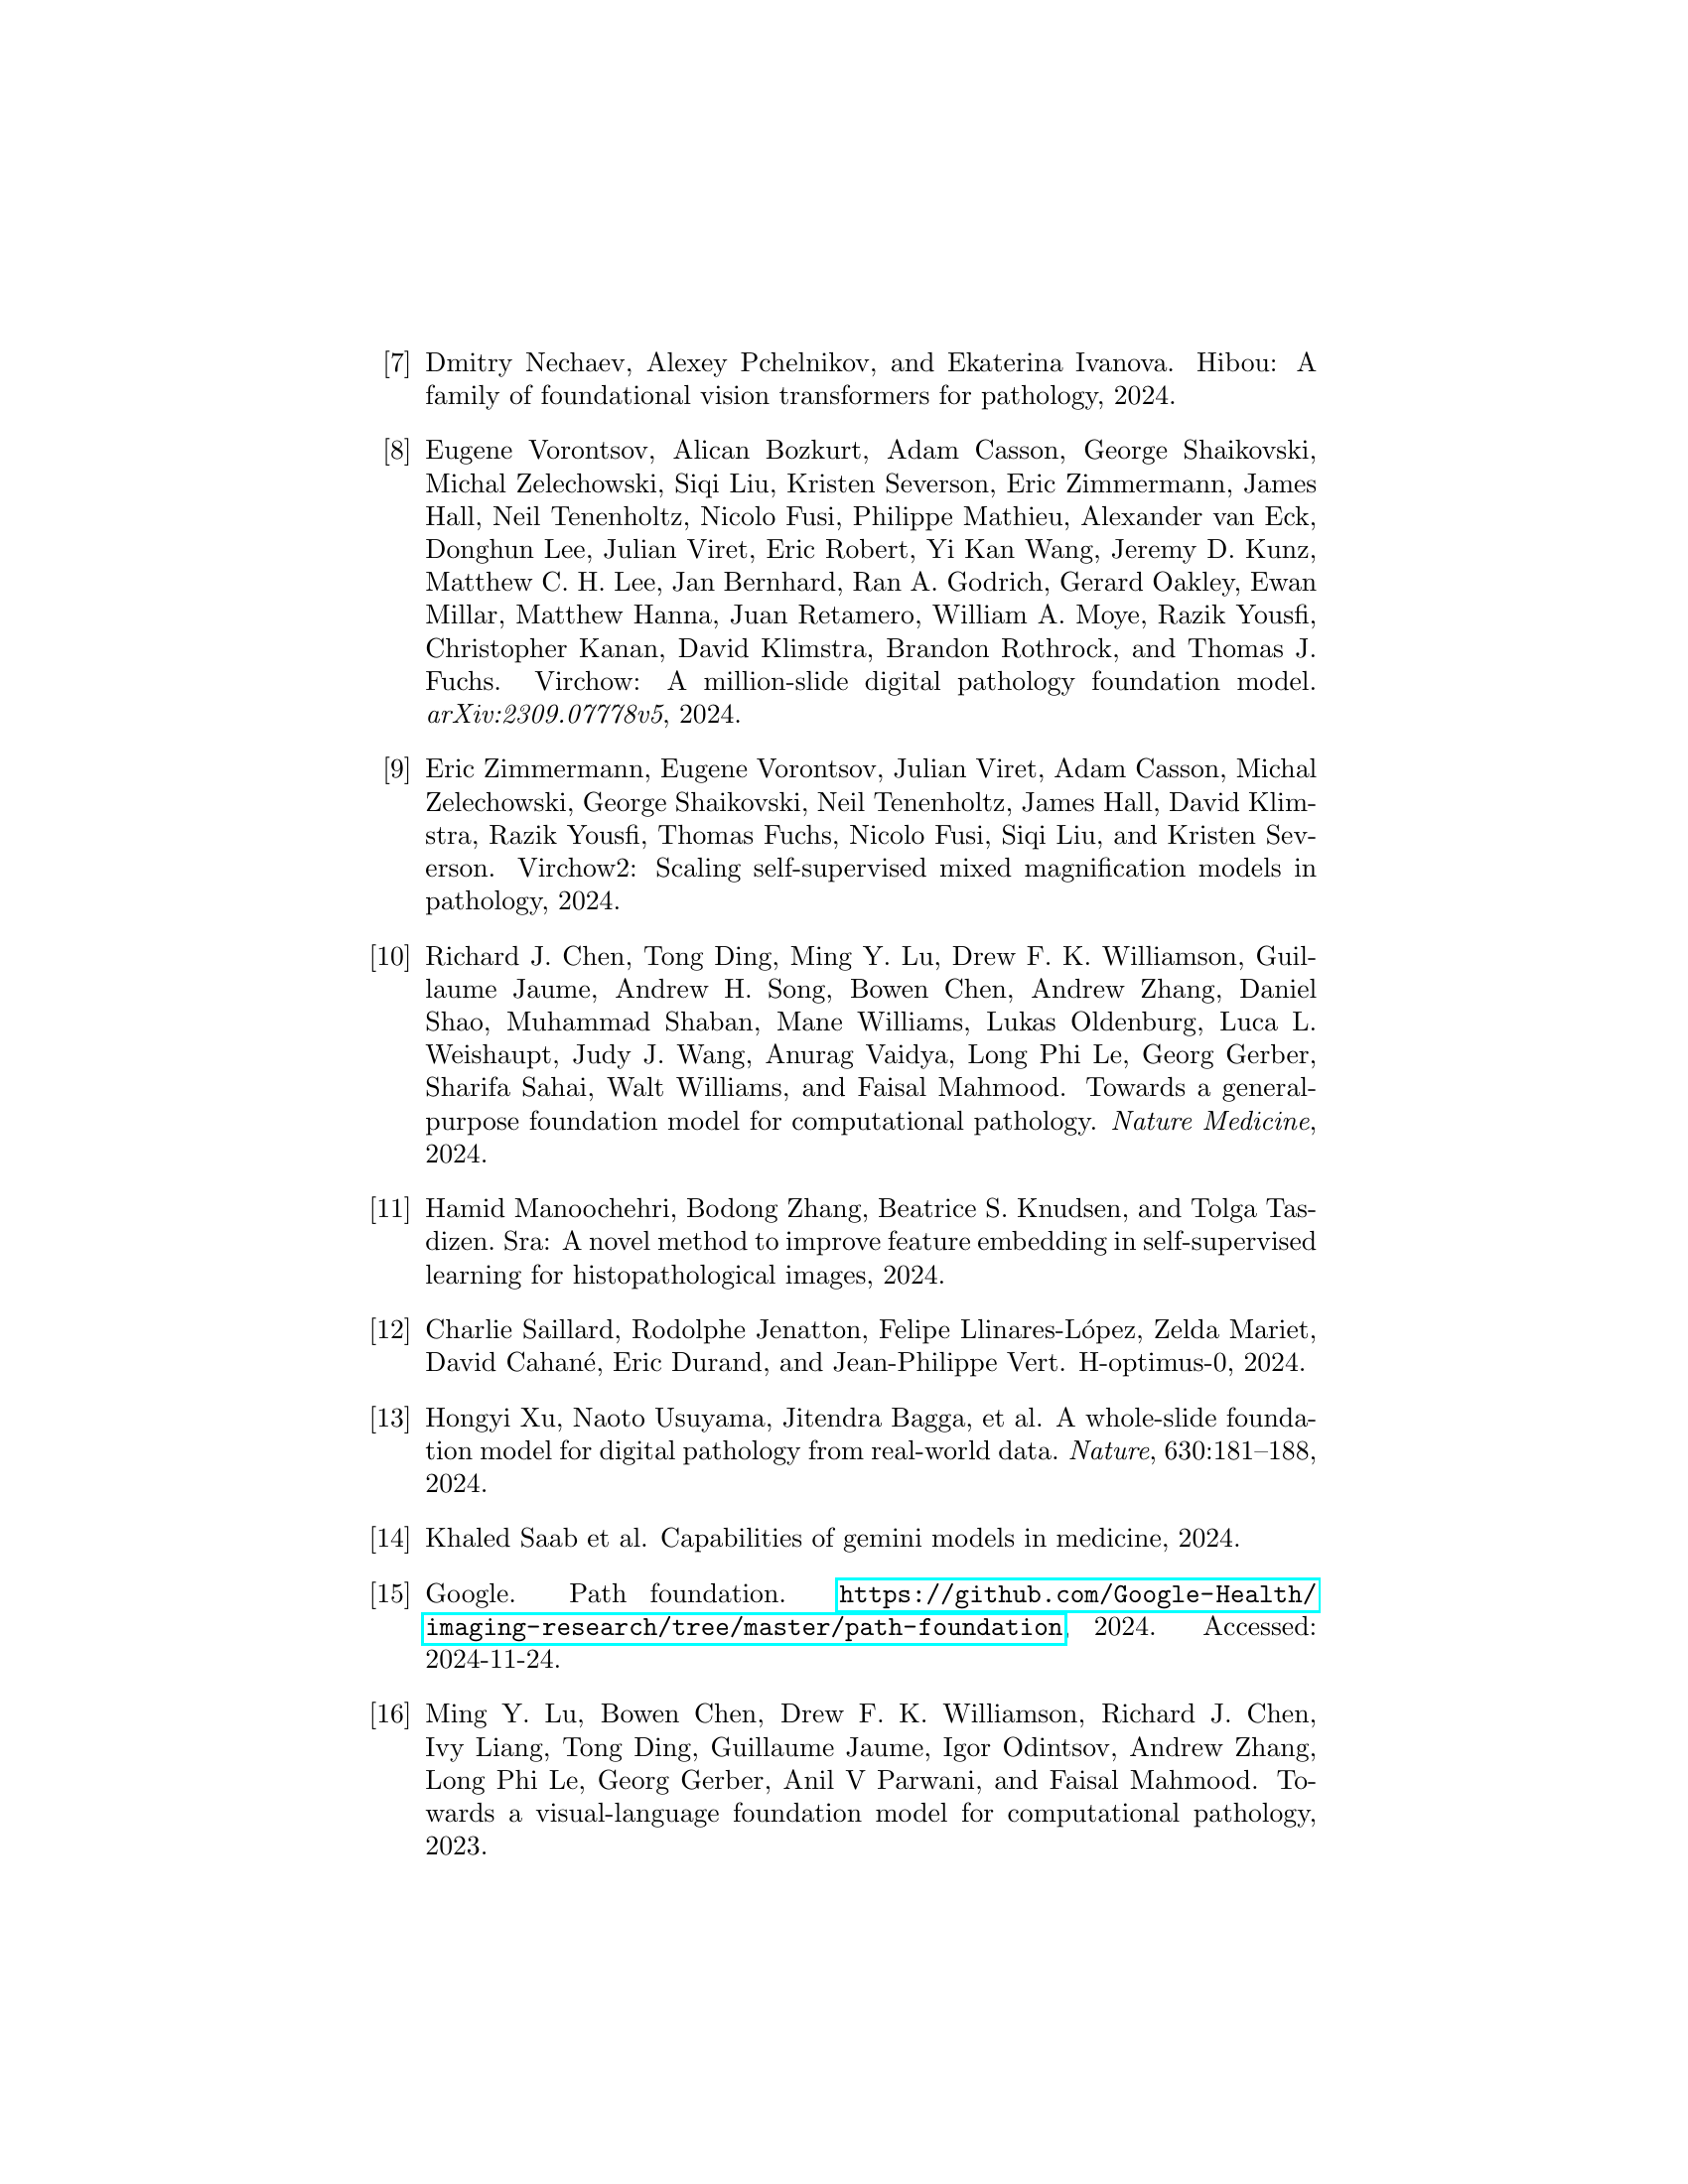 [7] Dmitry Nechaev, Alexey Pchelnikov, and Ekaterina Ivanova. Hibou: A
family of foundational vision transformers for pathology, 2024.
[8] Eugene Vorontsov, Alican Bozkurt, Adam Casson, George Shaikovski,
Michal Zelechowski, Siqi Liu, Kristen Severson, Eric Zimmermann, James
Hall, Neil Tenenholtz, Nicolo Fusi, Philippe Mathieu, Alexander van Eck,
Donghun Lee, Julian Viret, Eric Robert, Yi Kan Wang, Jeremy D. Kunz,
Matthew C. H. Lee, Jan Bernhard, Ran A. Godrich, Gerard Oakley, Ewan
Millar, Matthew Hanna, Juan Retamero, William A. Moye, Razik Yousfi,
Christopher Kanan, David Klimstra, Brandon Rothrock, and Thomas J.
Fuchs. Virchow: A million-slide digital pathology foundation model.
arXiv:2309.07778v5, 2024.
[9] Eric Zimmermann, Eugene Vorontsov, Julian Viret, Adam Casson, Michal
Zelechowski, George Shaikovski, Neil Tenenholtz, James Hall, David Klim-
stra, Razik Yousfi, Thomas Fuchs, Nicolo Fusi, Siqi Liu, and Kristen Sev-
erson. Virchow2: Scaling self-supervised mixed magnification models in
pathology, 2024.
[10] Richard J. Chen, Tong Ding, Ming Y. Lu, Drew F. K. Williamson, Guil-
laume Jaume, Andrew H. Song, Bowen Chen, Andrew Zhang, Daniel
Shao, Muhammad Shaban, Mane Williams, Lukas Oldenburg, Luca L.
Weishaupt, Judy J. Wang, Anurag Vaidya, Long Phi Le, Georg Gerber,
Sharifa Sahai, Walt Williams, and Faisal Mahmood. Towards a general-
purpose foundation model for computational pathology. Nature Medicine,
2024.
[11] Hamid Manoochehri, Bodong Zhang, Beatrice S. Knudsen, and Tolga Tas-
dizen. Sra: A novel method to improve feature embedding in self-supervised
learning for histopathological images, 2024.
[12] Charlie Saillard, Rodolphe Jenatton, Felipe Llinares-López, Zelda Mariet,
David Cahané, Eric Durand, and Jean-Philippe Vert. H-optimus-0, 2024.
[13] Hongyi Xu, Naoto Usuyama, Jitendra Bagga, et al. A whole-slide founda-
tion model for digital pathology from real-world data. Nature, 630:181–188,
2024.
[14] Khaled Saab et al. Capabilities of gemini models in medicine, 2024.
[15] Google. Path foundation. https://github.com/Google-Health/
imaging-research/tree/master/path-foundation, 2024. Accessed:
2024-11-24.
[16] Ming Y. Lu, Bowen Chen, Drew F. K. Williamson, Richard J. Chen,
Ivy Liang, Tong Ding, Guillaume Jaume, Igor Odintsov, Andrew Zhang,
Long Phi Le, Georg Gerber, Anil V Parwani, and Faisal Mahmood. To-
wards a visual-language foundation model for computational pathology,
2023.